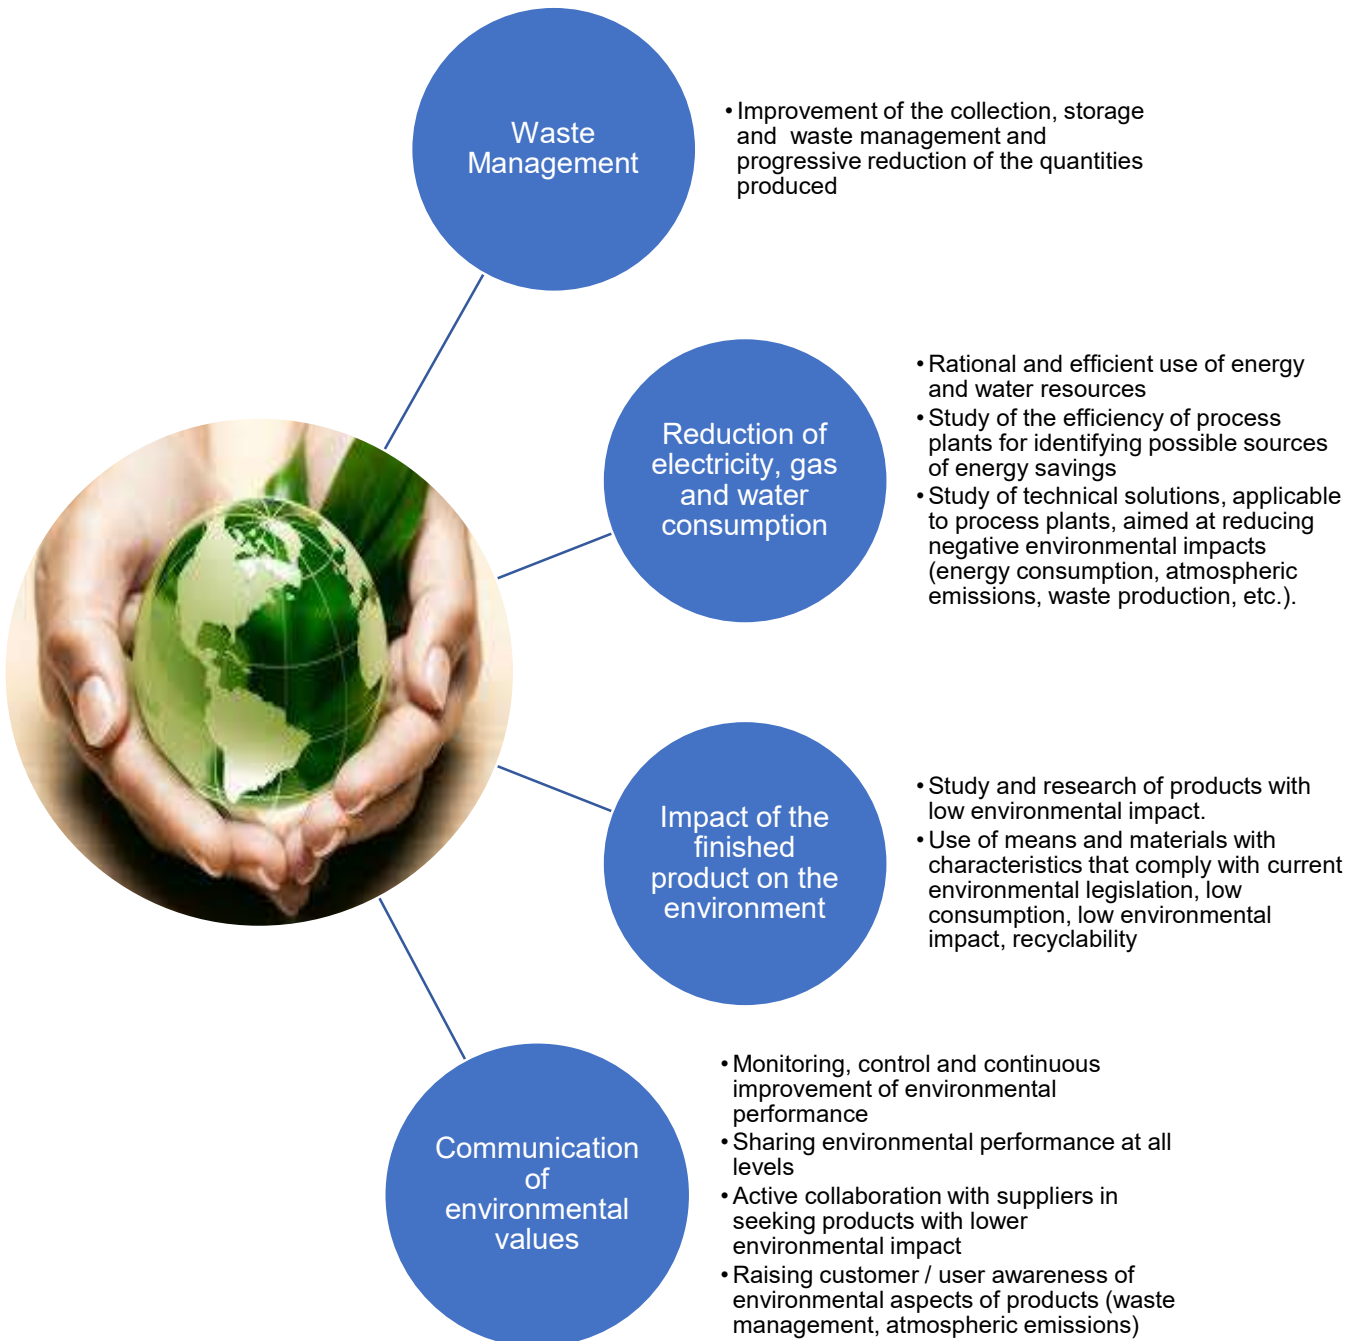 Waste
Management
• Improvement of the collection, storage
and  waste management and
progressive reduction of the quantities
produced
Reduction of
electricity, gas
and water
consumption
• Rational and efficient use of energy
and water resources
• Study of the efficiency of process
plants for identifying possible sources
of energy savings
• Study of technical solutions, applicable
to process plants, aimed at reducing
negative environmental impacts
(energy consumption, atmospheric
emissions, waste production, etc.).
Impact of the
finished
product on the
environment
• Study and research of products with
low environmental impact.
• Use of means and materials with
characteristics that comply with current
environmental legislation, low
consumption, low environmental
impact, recyclability
Communication
of
environmental
values
• Monitoring, control and continuous
improvement of environmental
performance
• Sharing environmental performance at all
levels
• Active collaboration with suppliers in
seeking products with lower
environmental impact
• Raising customer / user awareness of
environmental aspects of products (waste
management, atmospheric emissions)